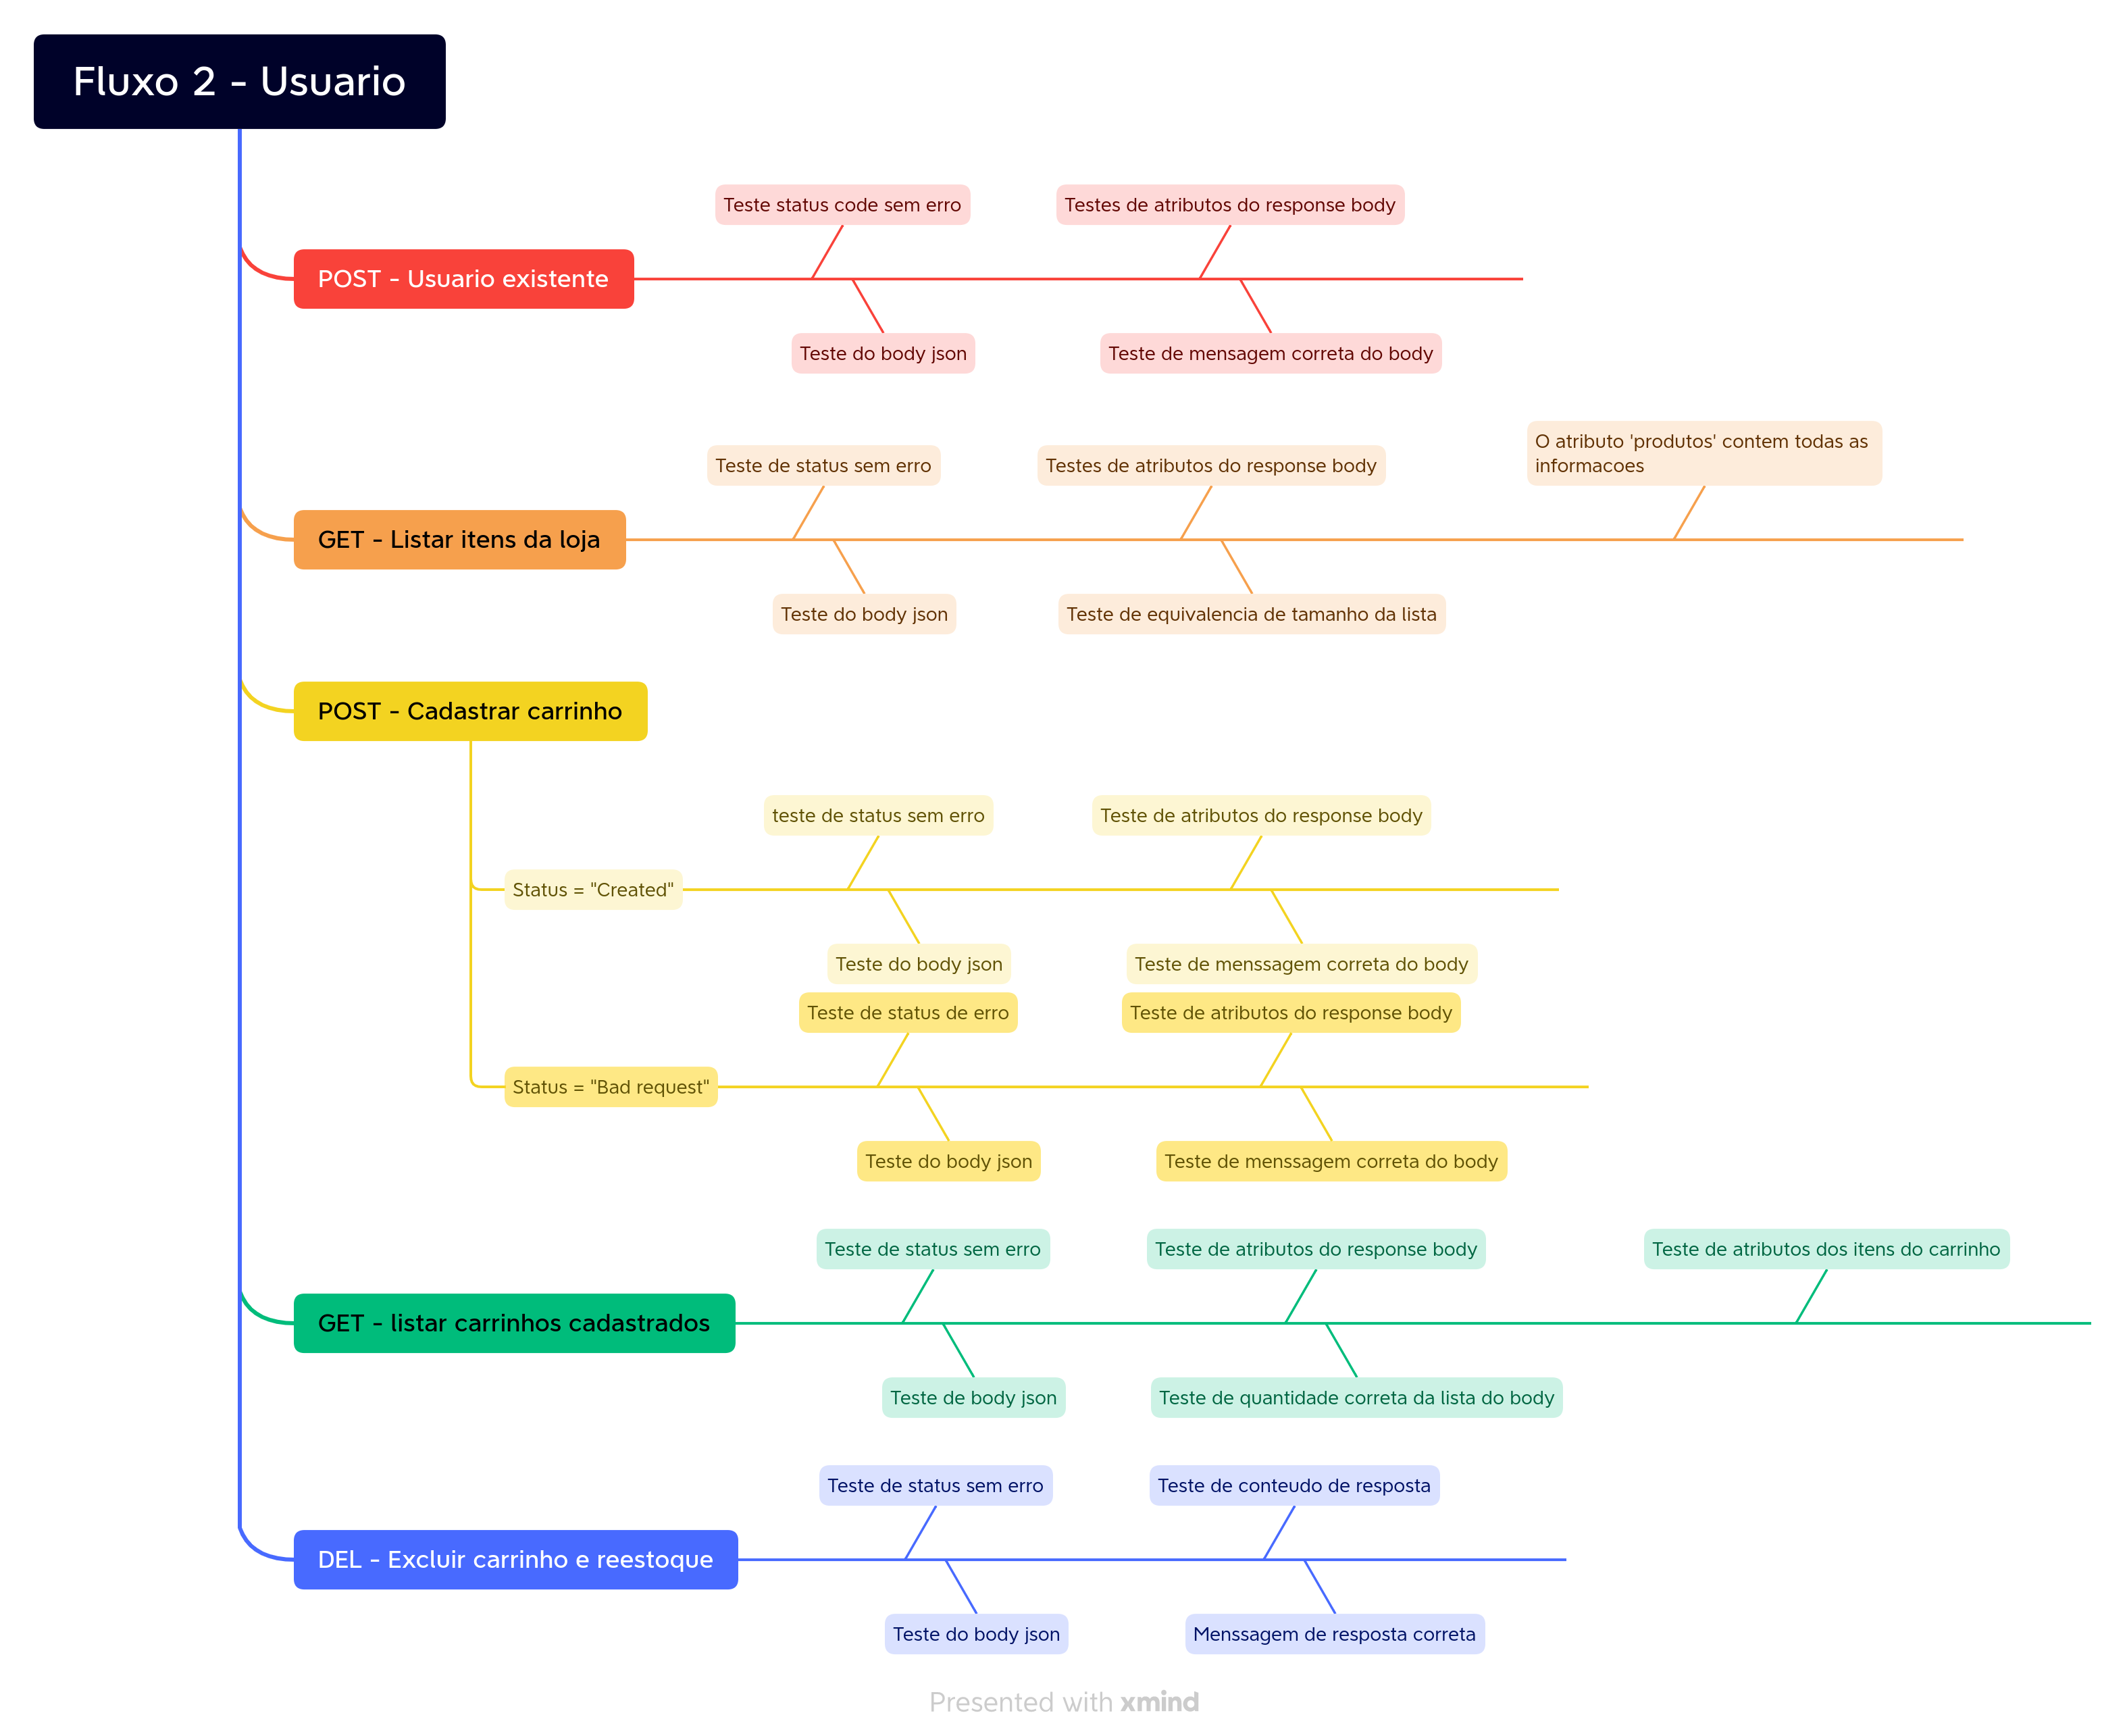 Fluxo 2 - Usuario
Teste status code sem erro
Testes de atributos do response body
POST - Usuario existente
Teste do body json
Teste de mensagem correta do body
O atributo 'produtos' contem todas as
informacoes
Teste de status sem erro
Testes de atributos do response body
GET - Listar itens da loja
Teste do body json
Teste de equivalencia de tamanho da lista
POST - Cadastrar carrinho
teste de status sem erro
Teste de atributos do response body
Status = "Created"
Teste do body json
Teste de menssagem correta do body
Teste de status de erro
Teste de atributos do response body
Status = "Bad request"
Teste do body json
Teste de menssagem correta do body
Teste de status sem erro
Teste de atributos do response body
Teste de atributos dos itens do carrinho
GET - listar carrinhos cadastrados
Teste de body json
Teste de quantidade correta da lista do body
Teste de status sem erro
Teste de conteudo de resposta
DEL - Excluir carrinho e reestoque
Teste do body json
Menssagem de resposta correta
Presented with xmind